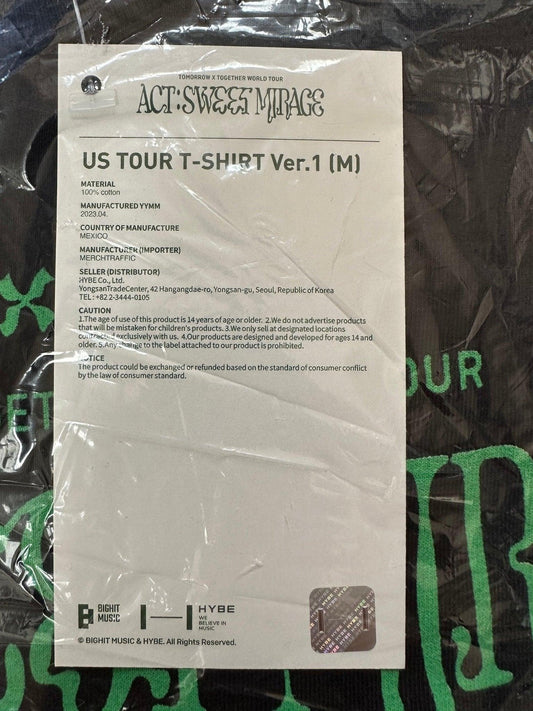 TOMORROW X TOGETHER WORLD TOUR
ACT : SWEET MIRAGE
US TOUR T-SHIRT Ver.1 (M)
MATERIAL
100% cotton
MANUFACTURED YYMM
2023.04.
COUNTRY OF MANUFACTURE
MEXICO
MANUFACTURER (IMPORTER)
MERCHTRAFFIC
SELLER (DISTRIBUTOR)
HYBE Co., Ltd.
YongsanTradeCenter, 42 Hangangdae-ro, Yongsan-gu, Seoul, Republic of Korea
TEL : +82 2-3444-0105
CAUTION
1.The age of use of this product is 14 years of age or older. 2.We do not advertise products
that will be mistaken for children's products. 3.We only sell at designated locations
contracted exclusively with us. 4.Our products are designed and developed for ages 14 and
older. 5.Any change to the label attached to our product is prohibited.
NOTICE
The product could be exchanged or refunded based on the standard of consumer conflict
by the law of consumer standard.
OUR
ET
BIGHIT
MUSIC
HYBE
WE
BELIEVE IN
MUSIC
© BIGHIT MUSIC & HYBE. All Rights Reserved.